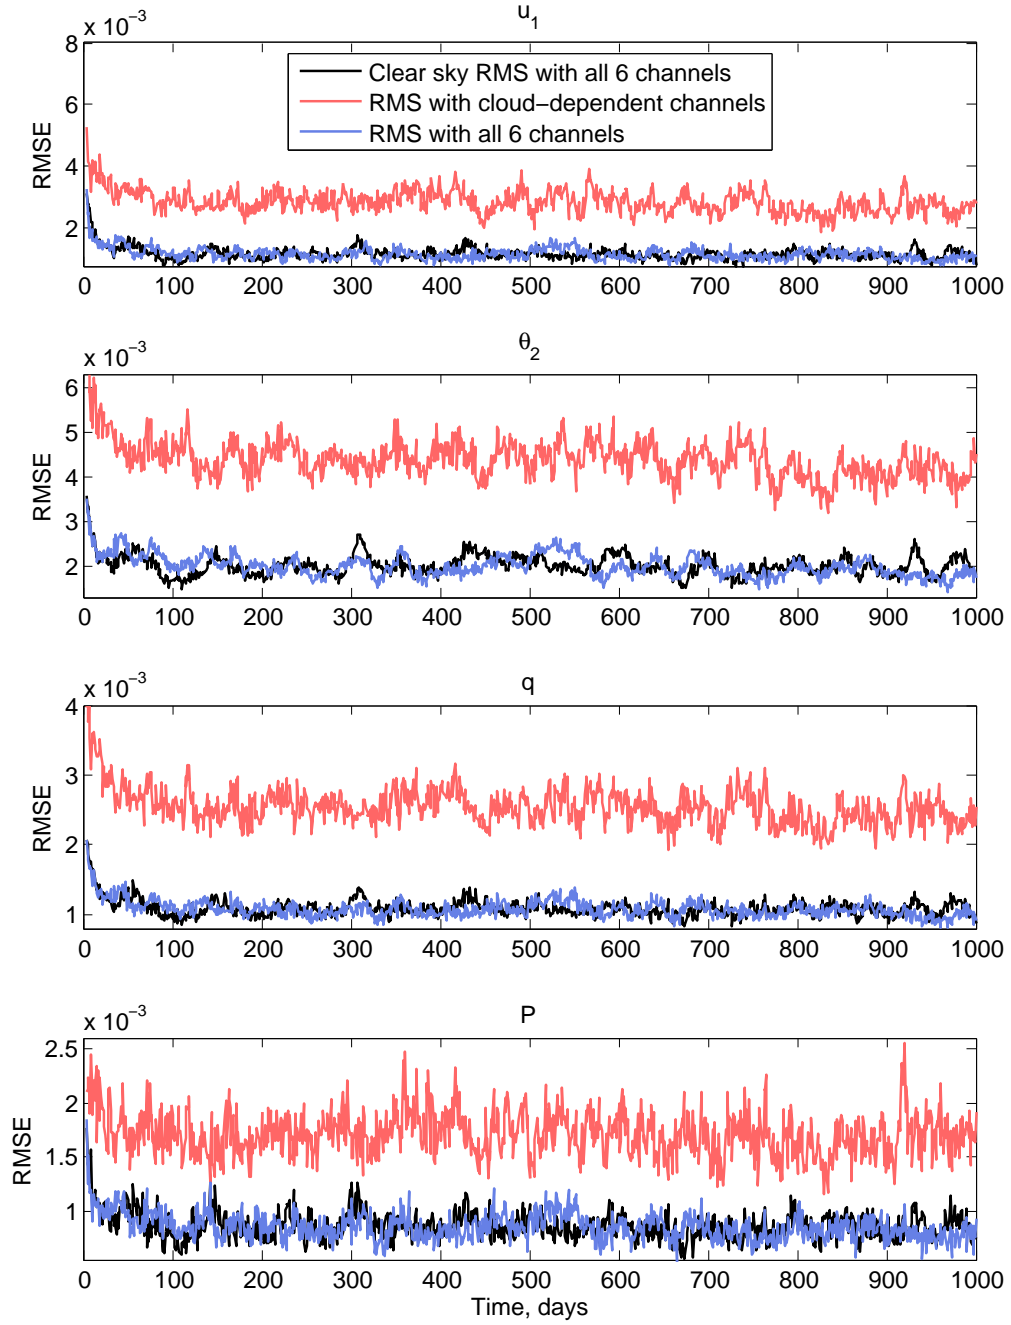 x 10⁻³
u₁
8
6
4
2
RMSE
Clear sky RMS with all 6 channels
RMS with cloud−dependent channels
RMS with all 6 channels
0 100 200 300 400 500 600 700 800 900 1000
x 10⁻³
θ₂
6
5
4
3
2
RMSE
0 100 200 300 400 500 600 700 800 900 1000
x 10⁻³
q
4
3
2
1
RMSE
0 100 200 300 400 500 600 700 800 900 1000
x 10⁻³
P
2.5
2
1.5
1
RMSE
0 100 200 300 400 500 600 700 800 900 1000
Time, days